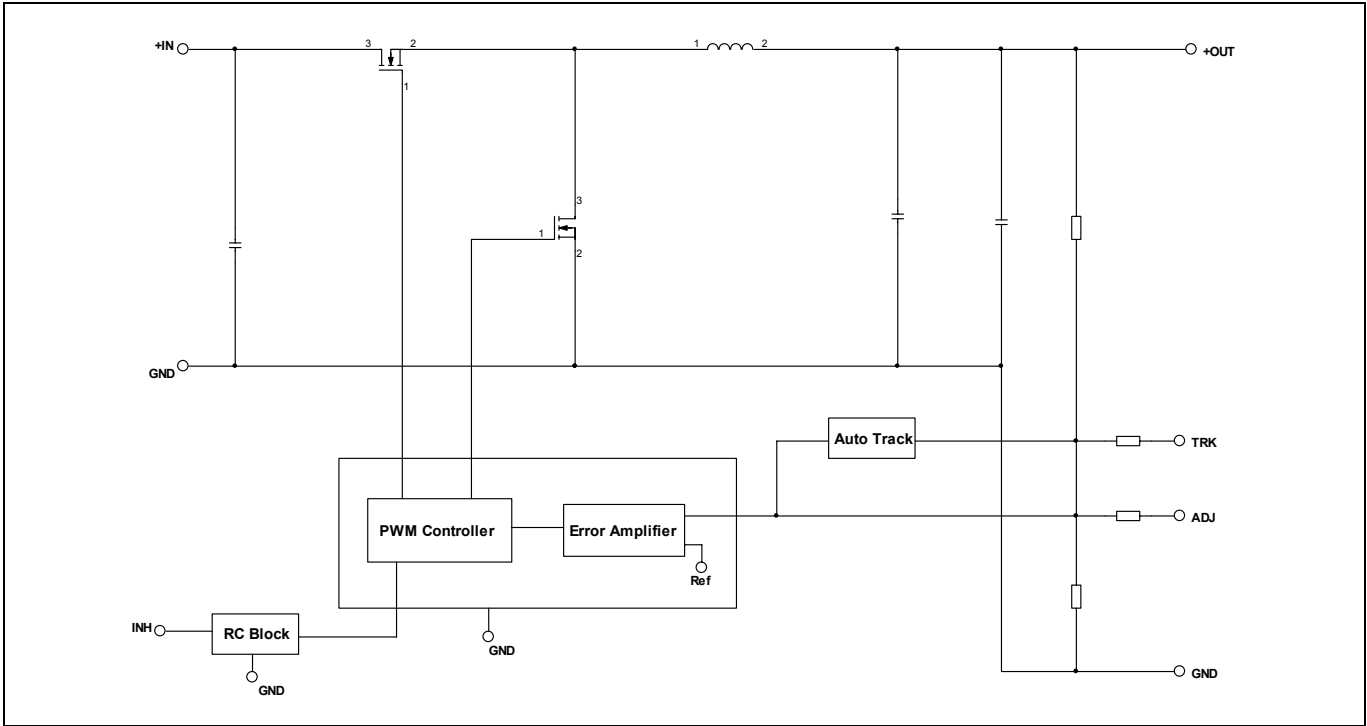 +IN
3
2
1
2
+OUT
1
3
1
2
GND
Auto Track
TRK
PWM Controller
Error Amplifier
ADJ
Ref
INH
RC Block
GND
GND
GND